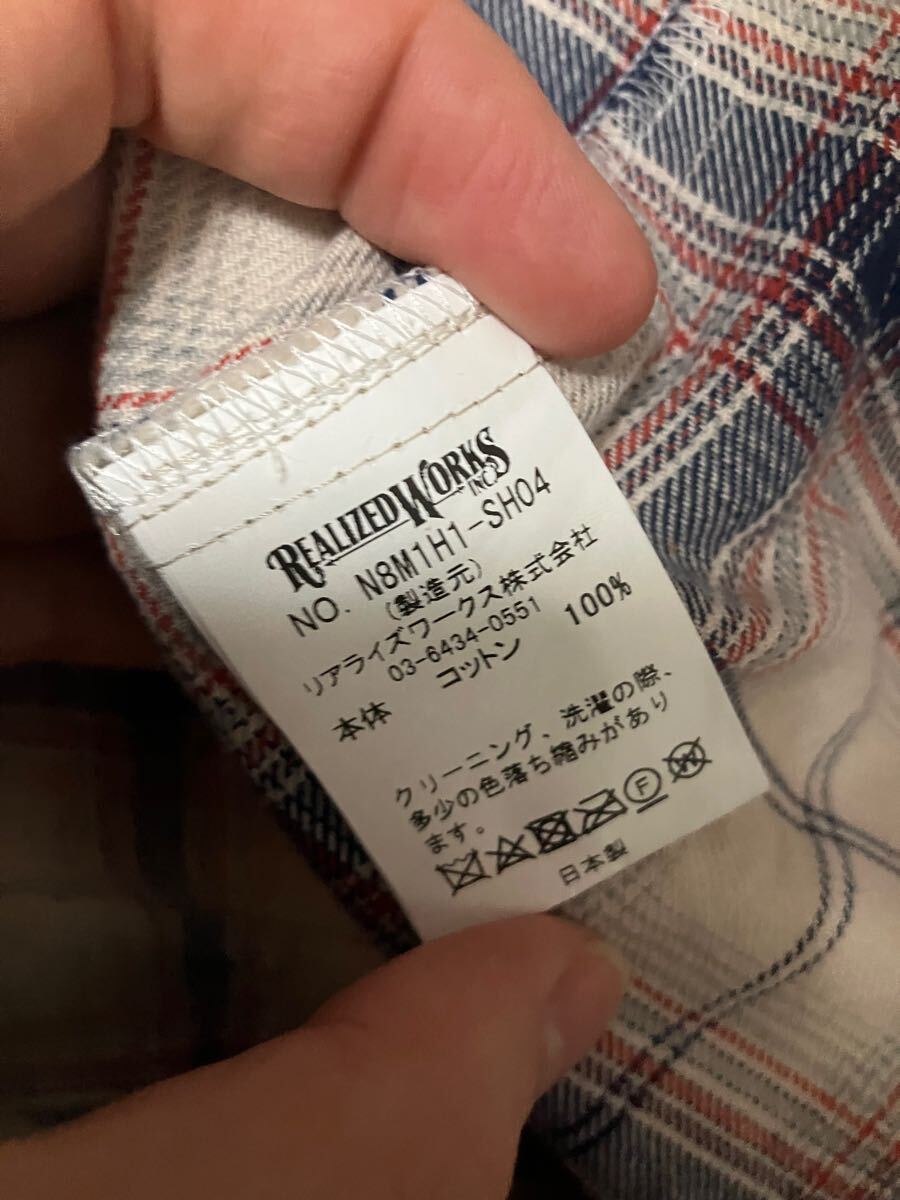 REALIZED WORKS
INC.
NO. N8M1H1-SH04
(製造元)
リアライズワークス株式会社
03-6434-0551
本体 コットン 100%
クリーニング、洗濯の際、
多少の色落ち縮みがあり
ます。
F W
日本製